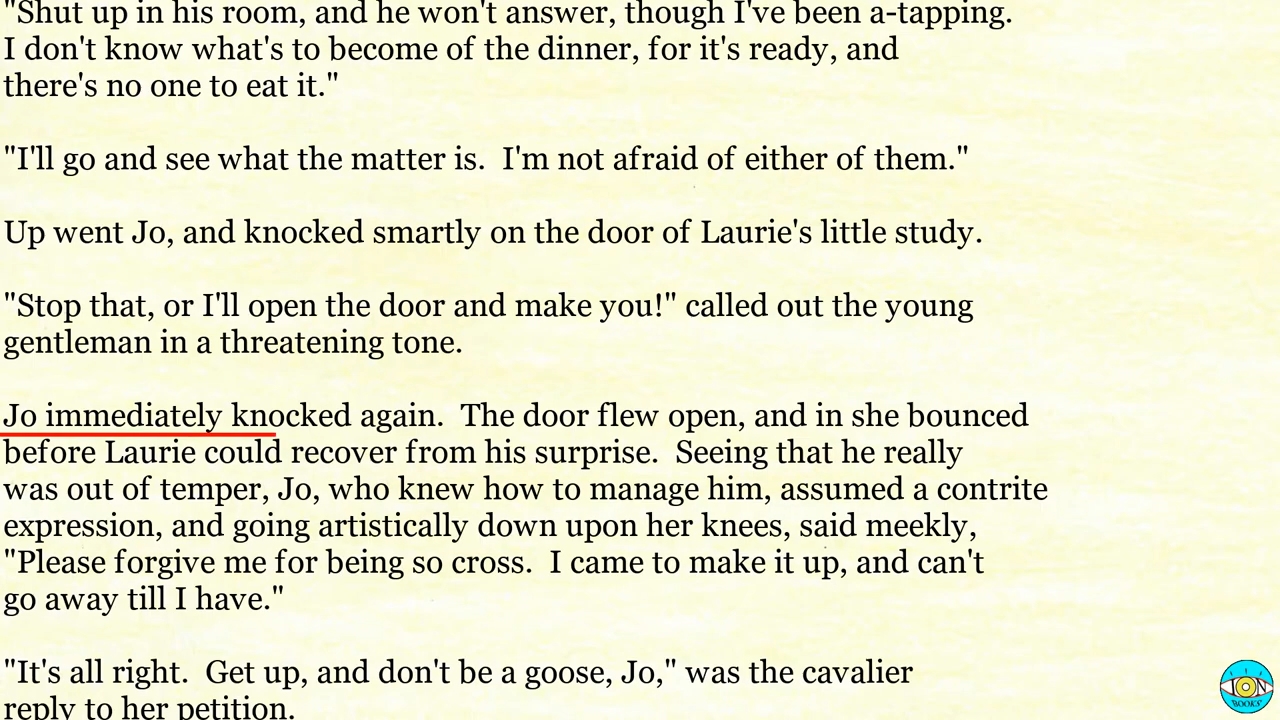 "Shut up in his room, and he won't answer, though I've been a-tapping.
I don't know what's to become of the dinner, for it's ready, and
there's no one to eat it."
"I'll go and see what the matter is.  I'm not afraid of either of them."
Up went Jo, and knocked smartly on the door of Laurie's little study.
"Stop that, or I'll open the door and make you!" called out the young
gentleman in a threatening tone.
Jo immediately knocked again.  The door flew open, and in she bounced
before Laurie could recover from his surprise.  Seeing that he really
was out of temper, Jo, who knew how to manage him, assumed a contrite
expression, and going artistically down upon her knees, said meekly,
"Please forgive me for being so cross.  I came to make it up, and can't
go away till I have."
"It's all right.  Get up, and don't be a goose, Jo," was the cavalier
reply to her petition.
ION
BOOKS